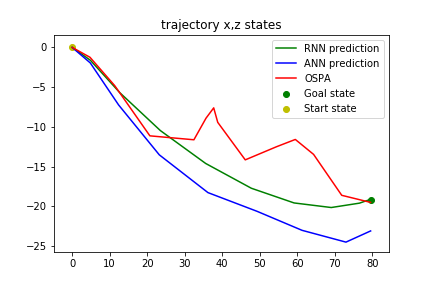 trajectory x,z states
RNN prediction
ANN prediction
OSPA
Goal state
Start state
0
−5
−10
−15
−20
−25
0 10 20 30 40 50 60 70 80